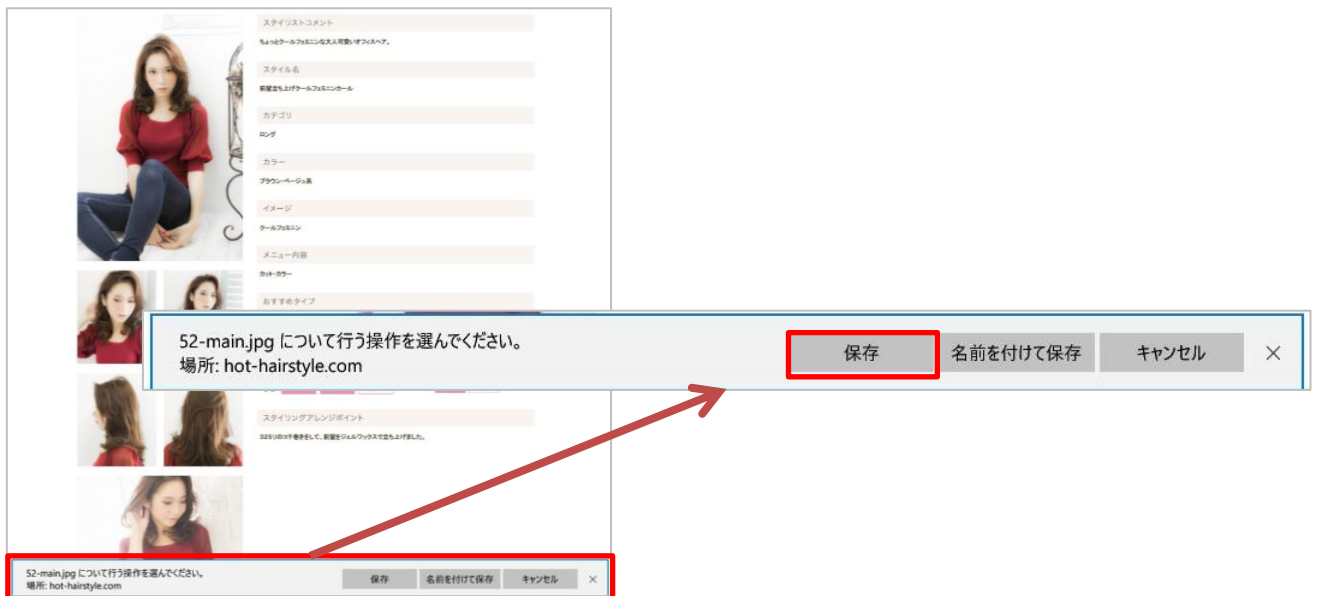 スタイリストコメント
ちょっとクールフェミニンな大人可愛いオフィスヘア。
スタイル名
前髪立ち上げクールフェミニンカール
カテゴリ
ロング
カラー
ブラウン・ベージュ系
イメージ
クールフェミニン
メニュー内容
カット・カラー
おすすめタイプ
52-main.jpg について行う操作を選んでください。
場所: hot-hairstyle.com
保存
名前を付けて保存
キャンセル
スタイリングアレンジポイント
32ミリのコテ巻きをして、前髪をジェルワックスで立ち上げました。
52-main.jpg について行う操作を選んでください。
場所: hot-hairstyle.com
保存
名前を付けて保存
キャンセル